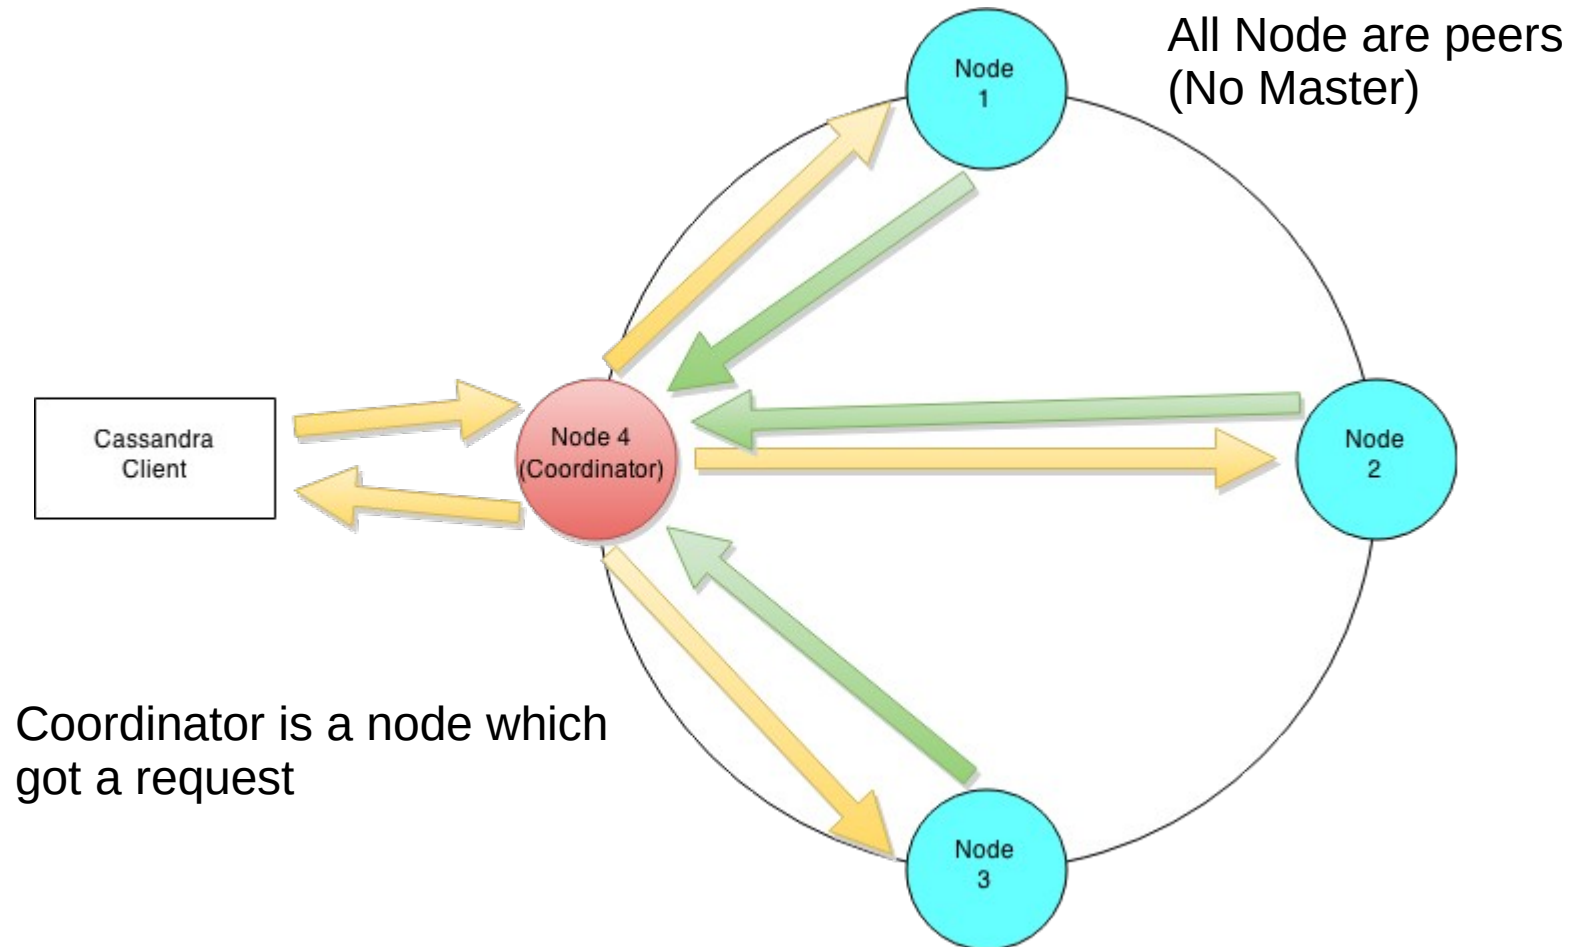 All Node are peers
(No Master)
Node
1
Cassandra
Client
Node 4
(Coordinator)
Node
2
Coordinator is a node which
got a request
Node
3